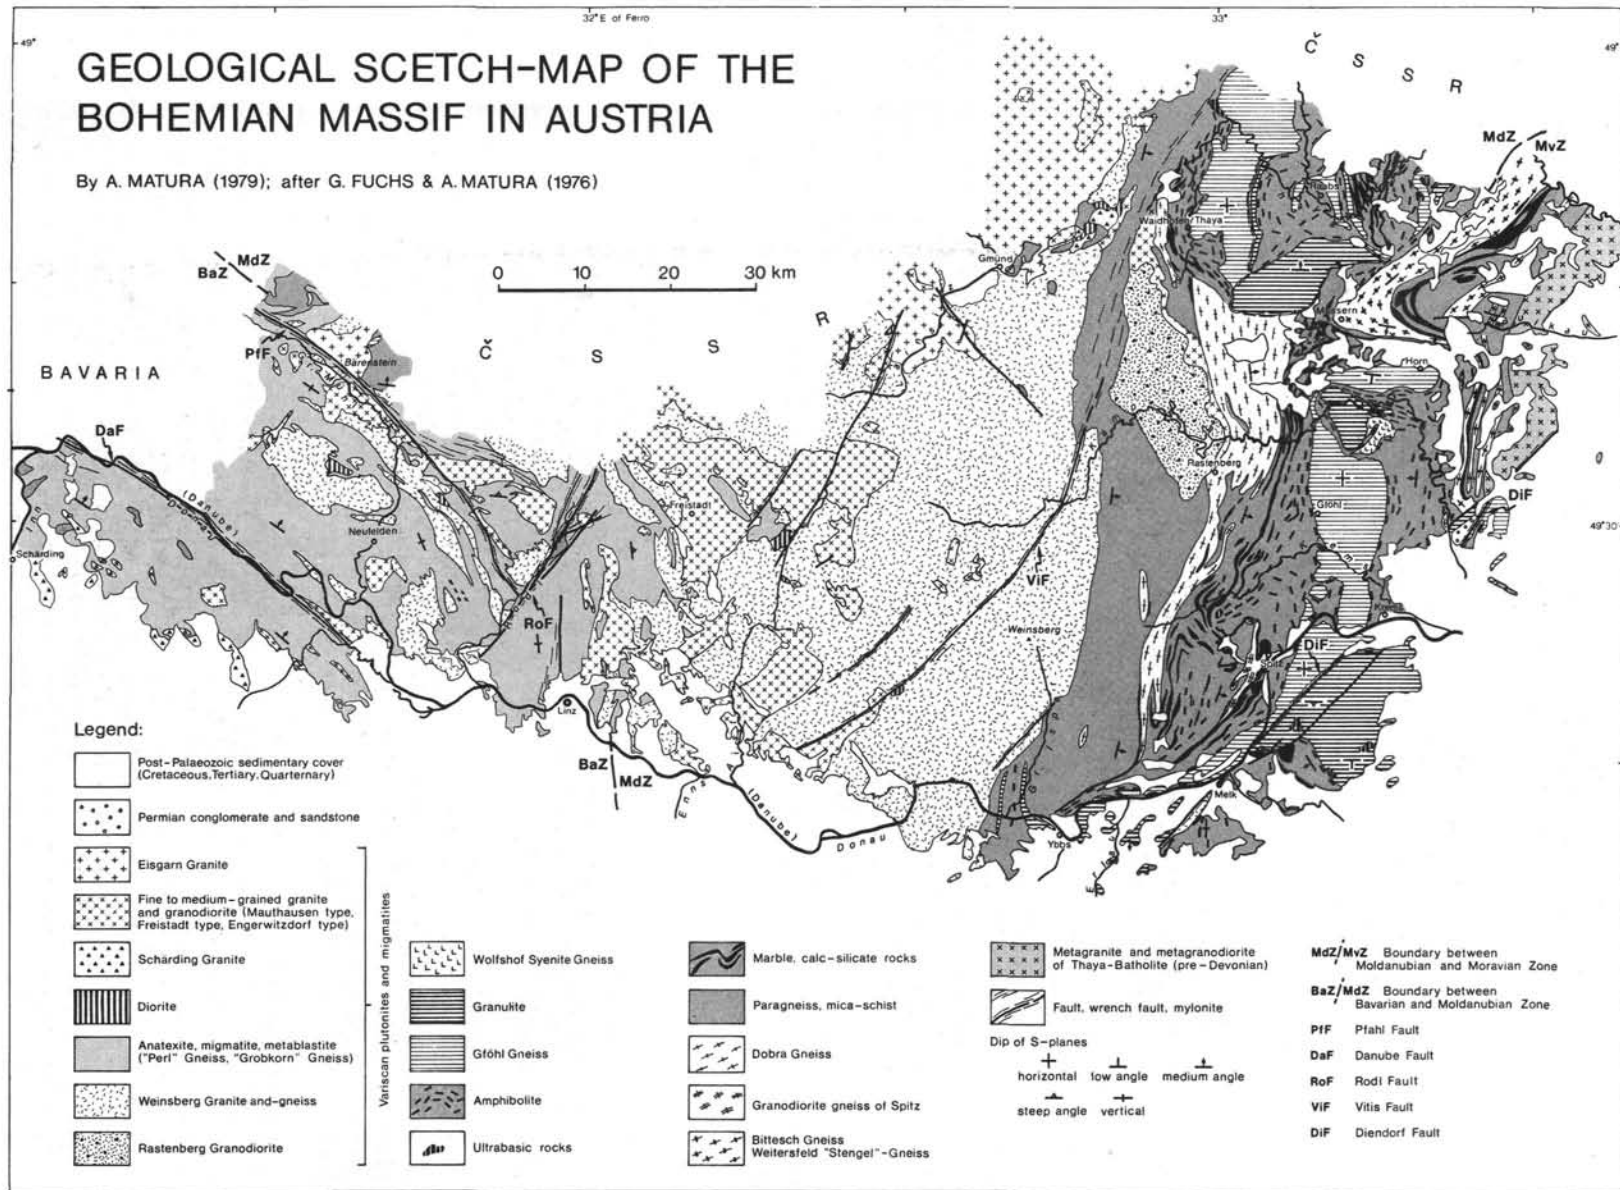 32° E of Ferro
33°
49°
49°
GEOLOGICAL SCETCH-MAP OF THE
BOHEMIAN MASSIF IN AUSTRIA
By A. MATURA (1979); after G. FUCHS & A. MATURA (1976)
Č S S R
MdZ
MvZ
Raabs
Waidhofen/Thaya
Gmünd
MdZ
BaZ
0 10 20 30 km
Č S S R
Messern
PfF
Bärenstein
BAVARIA
Horn
DaF
Rastenberg
(Danube)
Donau
Freistadt
DiF
Gföhl
49°30'
Neufelden
Inn
Schärding
ViF
Krems
RoF
Weinsberg
DiF
Spitz
Linz
BaZ
MdZ
Enns
(Danube)
Donau
Melk
Ybbs
Legend:
Post-Palaeozoic sedimentary cover
(Cretaceous,Tertiary,Quarternary)
Permian conglomerate and sandstone
Eisgarn Granite
Fine to medium-grained granite
and granodiorite (Mauthausen type,
Freistadt type, Engerwitzdorf type)
Schärding Granite
Diorite
Anatexite, migmatite, metablastite
("Perl" Gneiss, "Grobkorn" Gneiss)
Weinsberg Granite and-gneiss
Rastenberg Granodiorite
Variscan plutonites and migmatites
Wolfshof Syenite Gneiss
Granulite
Gföhl Gneiss
Amphibolite
Ultrabasic rocks
Marble, calc-silicate rocks
Paragneiss, mica-schist
Dobra Gneiss
Granodiorite gneiss of Spitz
Bittesch Gneiss
Weitersfeld "Stengel"-Gneiss
Metagranite and metagranodiorite
of Thaya-Batholite (pre-Devonian)
Fault, wrench fault, mylonite
Dip of S-planes
horizontal low angle medium angle
steep angle vertical
MdZ/MvZ Boundary between
Moldanubian and Moravian Zone
BaZ/MdZ Boundary between
Bavarian and Moldanubian Zone
PfF Pfahl Fault
DaF Danube Fault
RoF Rodl Fault
ViF Vitis Fault
DiF Diendorf Fault